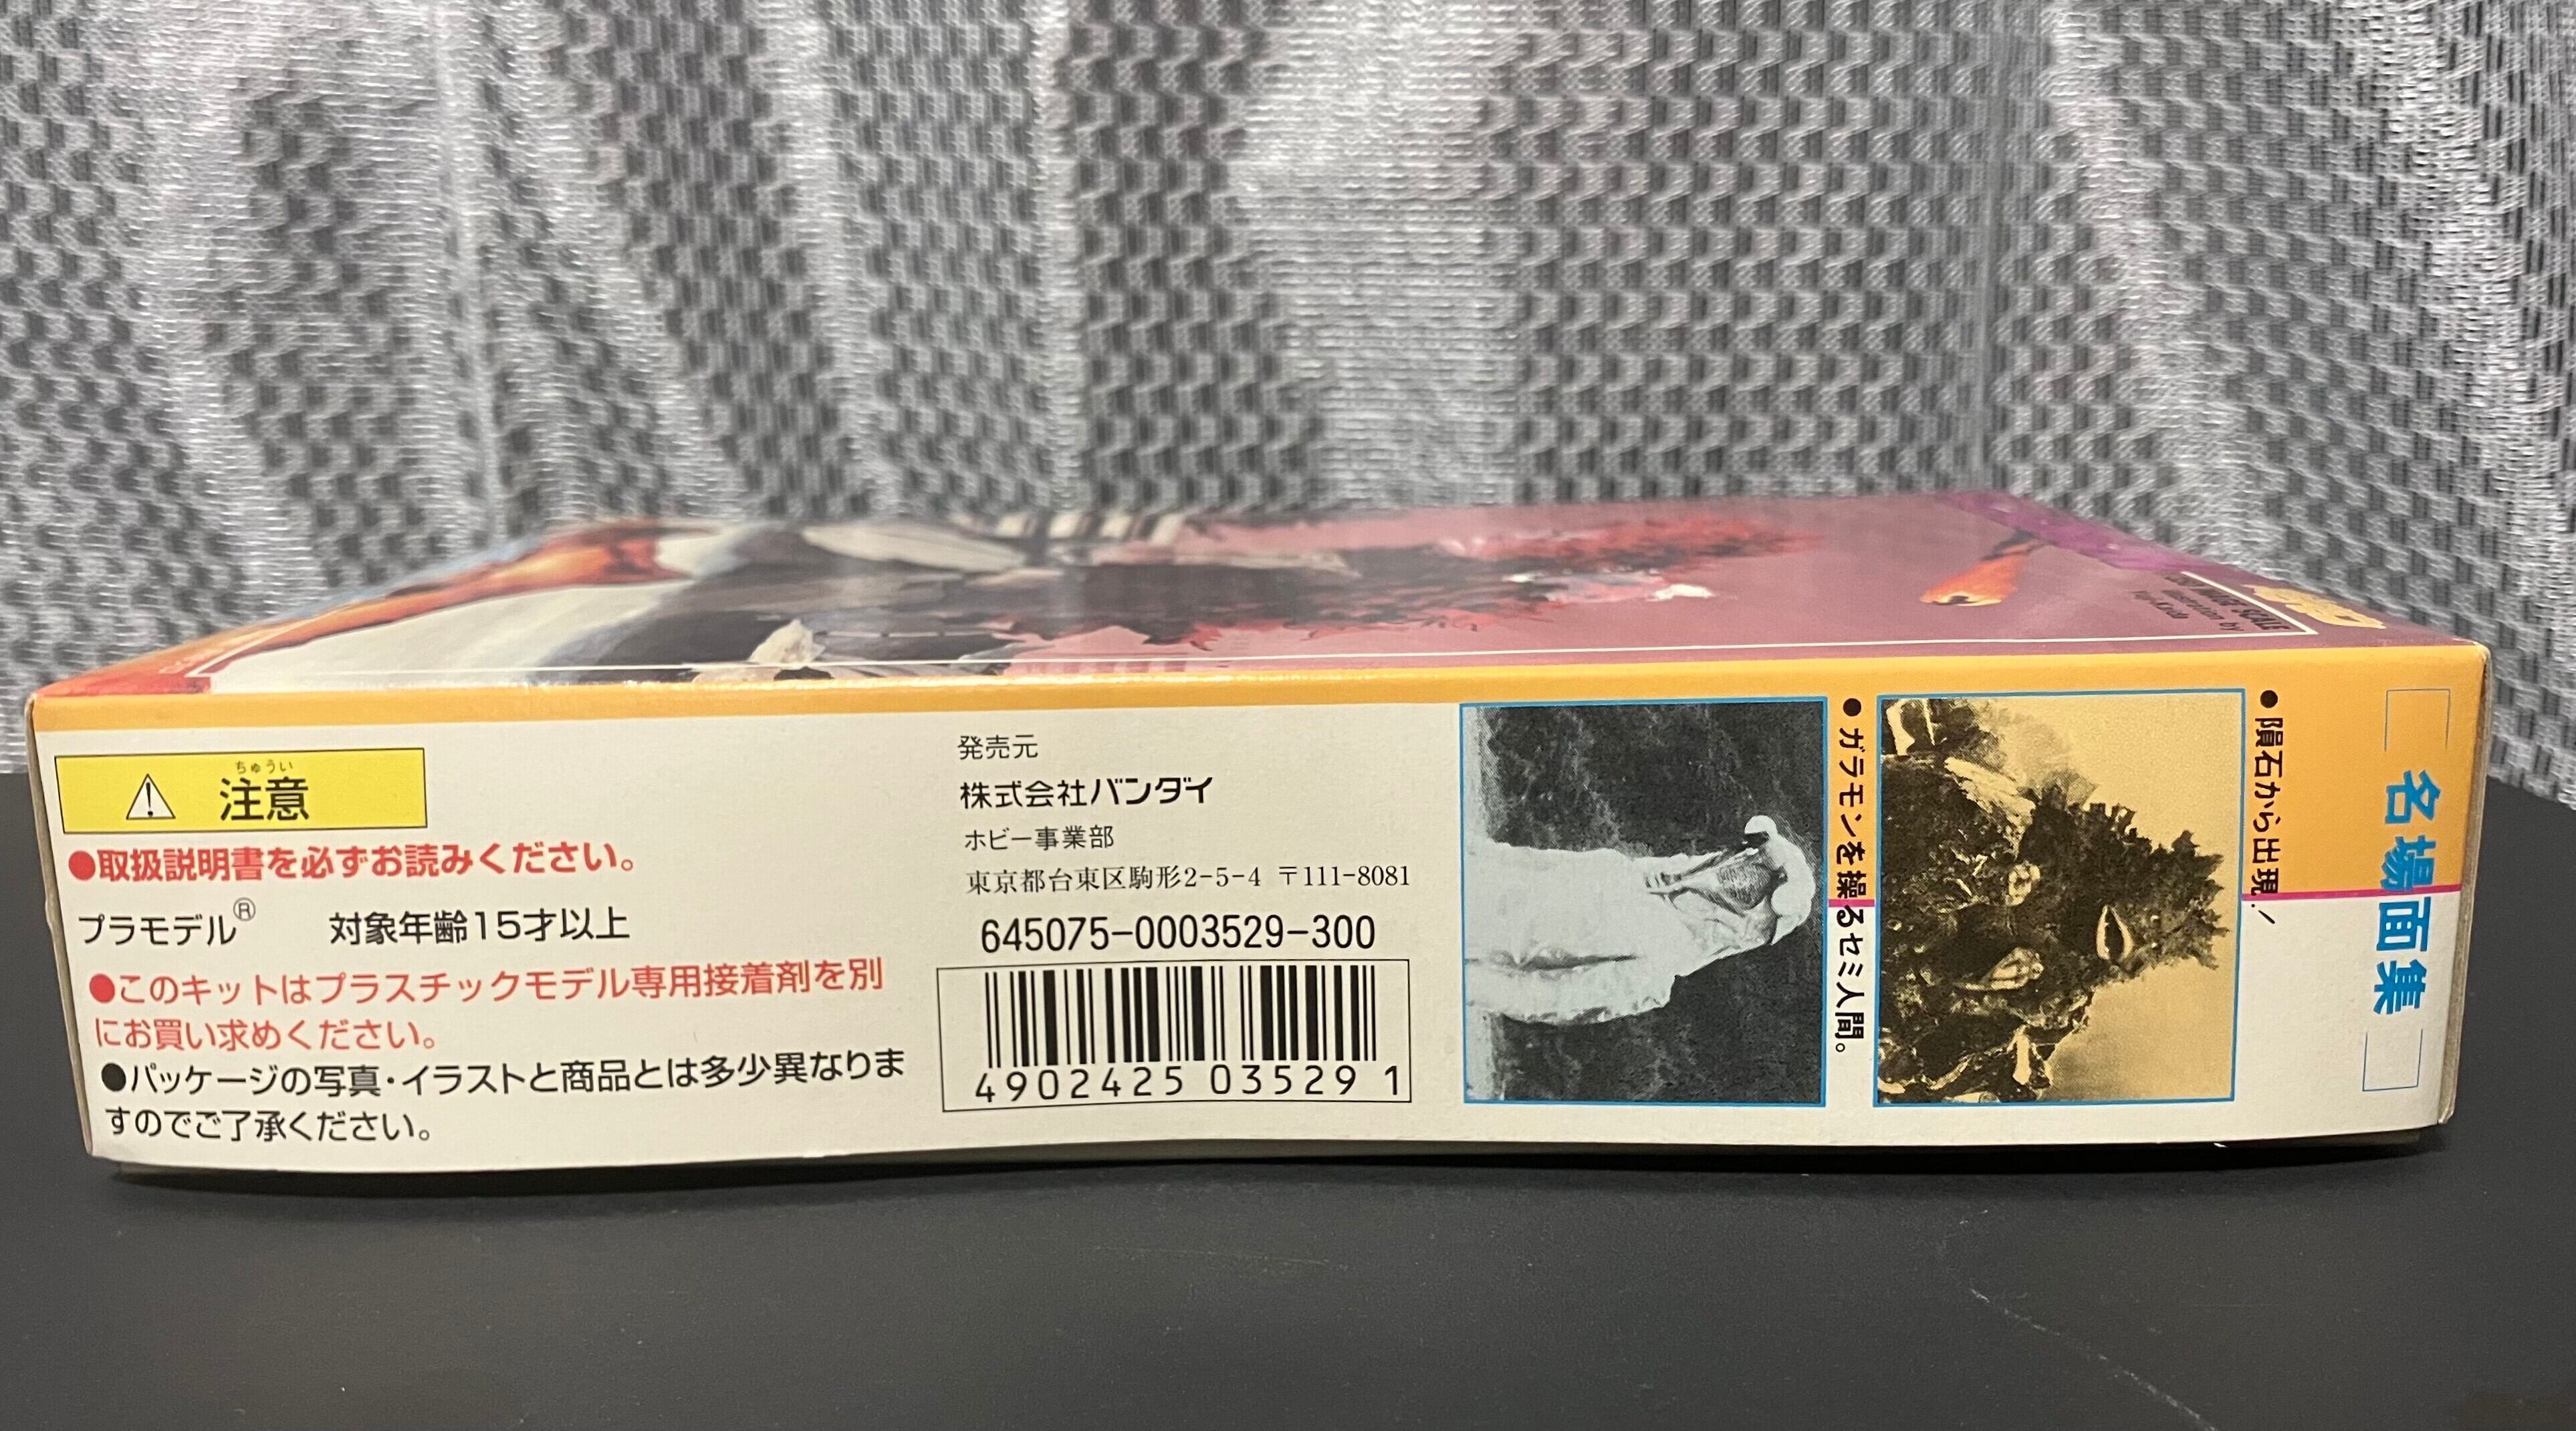 ちゅうい
注意
●取扱説明書を必ずお読みください。
プラモデル® 対象年齢15才以上
●このキットはプラスチックモデル専用接着剤を別
にお買い求めください。
●パッケージの写真・イラストと商品とは多少異なりま
すのでご了承ください。
発売元
株式会社バンダイ
ホビー事業部
東京都台東区駒形2-5-4 〒111-8081
645075-0003529-300
4902425035291
名場面集
●隕石から出現!
●ガラモンを操るセミ人間。
SCALE
by